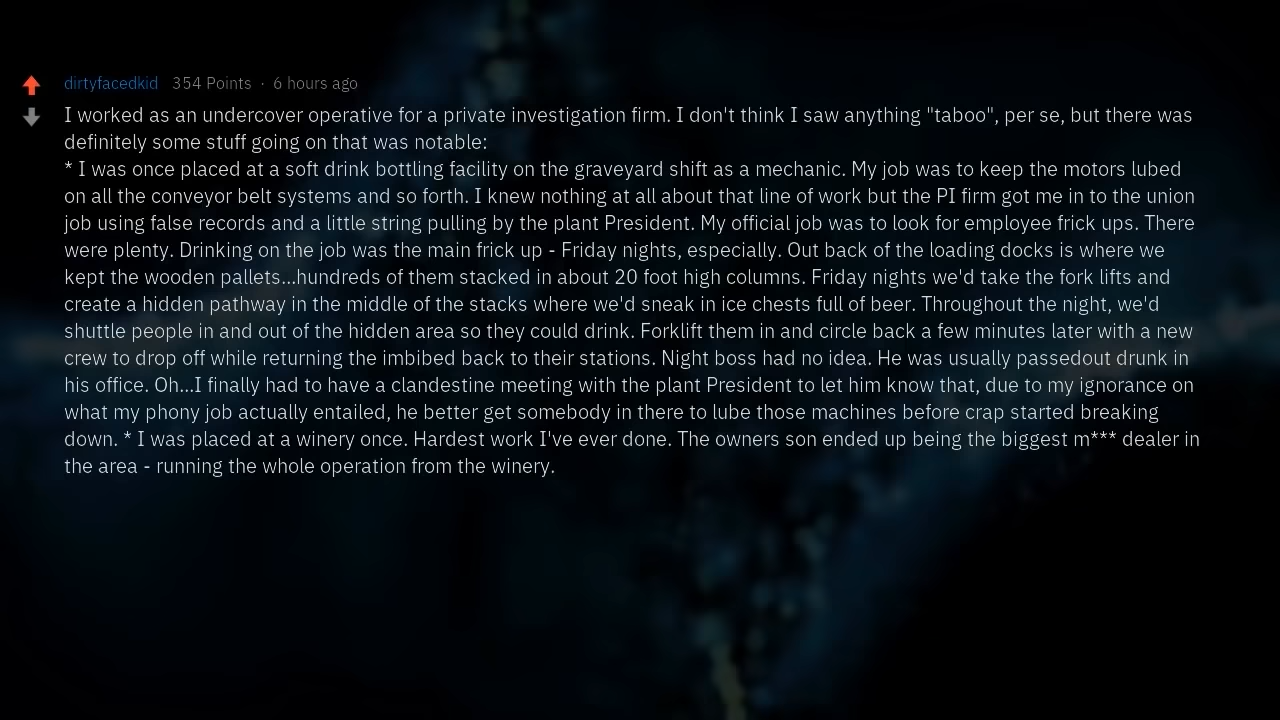 dirtyfacedkid 354 Points · 6 hours ago
I worked as an undercover operative for a private investigation firm. I don't think I saw anything "taboo", per se, but there was
definitely some stuff going on that was notable:
* I was once placed at a soft drink bottling facility on the graveyard shift as a mechanic. My job was to keep the motors lubed
on all the conveyor belt systems and so forth. I knew nothing at all about that line of work but the PI firm got me in to the union
job using false records and a little string pulling by the plant President. My official job was to look for employee frick ups. There
were plenty. Drinking on the job was the main frick up - Friday nights, especially. Out back of the loading docks is where we
kept the wooden pallets...hundreds of them stacked in about 20 foot high columns. Friday nights we'd take the fork lifts and
create a hidden pathway in the middle of the stacks where we'd sneak in ice chests full of beer. Throughout the night, we'd
shuttle people in and out of the hidden area so they could drink. Forklift them in and circle back a few minutes later with a new
crew to drop off while returning the imbibed back to their stations. Night boss had no idea. He was usually passedout drunk in
his office. Oh...I finally had to have a clandestine meeting with the plant President to let him know that, due to my ignorance on
what my phony job actually entailed, he better get somebody in there to lube those machines before crap started breaking
down. * I was placed at a winery once. Hardest work I've ever done. The owners son ended up being the biggest m*** dealer in
the area - running the whole operation from the winery.